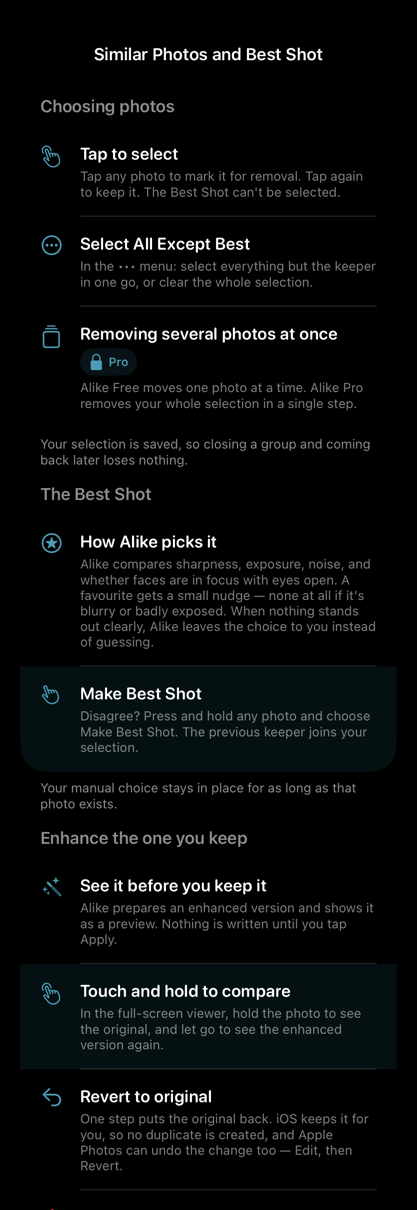 Similar Photos and Best Shot
Choosing photos
Tap to select
Tap any photo to mark it for removal. Tap again
to keep it. The Best Shot can't be selected.
Select All Except Best
In the ••• menu: select everything but the keeper
in one go, or clear the whole selection.
Removing several photos at once
Pro
Alike Free moves one photo at a time. Alike Pro
removes your whole selection in a single step.
Your selection is saved, so closing a group and coming
back later loses nothing.
The Best Shot
How Alike picks it
Alike compares sharpness, exposure, noise, and
whether faces are in focus with eyes open. A
favourite gets a small nudge — none at all if it's
blurry or badly exposed. When nothing stands
out clearly, Alike leaves the choice to you instead
of guessing.
Make Best Shot
Disagree? Press and hold any photo and choose
Make Best Shot. The previous keeper joins your
selection.
Your manual choice stays in place for as long as that
photo exists.
Enhance the one you keep
See it before you keep it
Alike prepares an enhanced version and shows it
as a preview. Nothing is written until you tap
Apply.
Touch and hold to compare
In the full-screen viewer, hold the photo to see
the original, and let go to see the enhanced
version again.
Revert to original
One step puts the original back. iOS keeps it for
you, so no duplicate is created, and Apple
Photos can undo the change too — Edit, then
Revert.